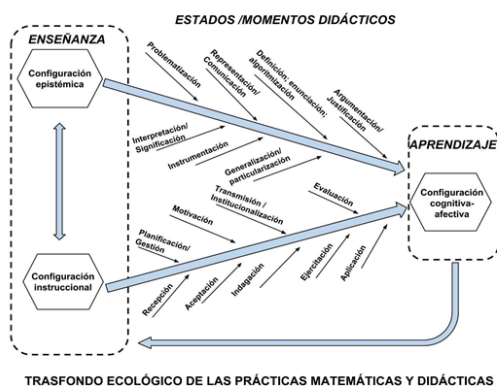 ESTADOS /MOMENTOS DIDÁCTICOS
ENSEÑANZA
Configuración
epistémica
Problematización
Representación/
Comunicación
Definición; enunciación;
algoritmización
Argumentación/
Justificación
Interpretación/
Significación
Instrumentación
Generalización/
particularización
APRENDIZAJE
Configuración
cognitiva-
afectiva
Configuración
instruccional
Planificación/
Gestión
Motivación
Transmisión /
Institucionalización
Evaluación
Recepción
Aceptación
Indagación
Ejercitación
Aplicación
TRASFONDO ECOLÓGICO DE LAS PRÁCTICAS MATEMÁTICAS Y DIDÁCTICAS